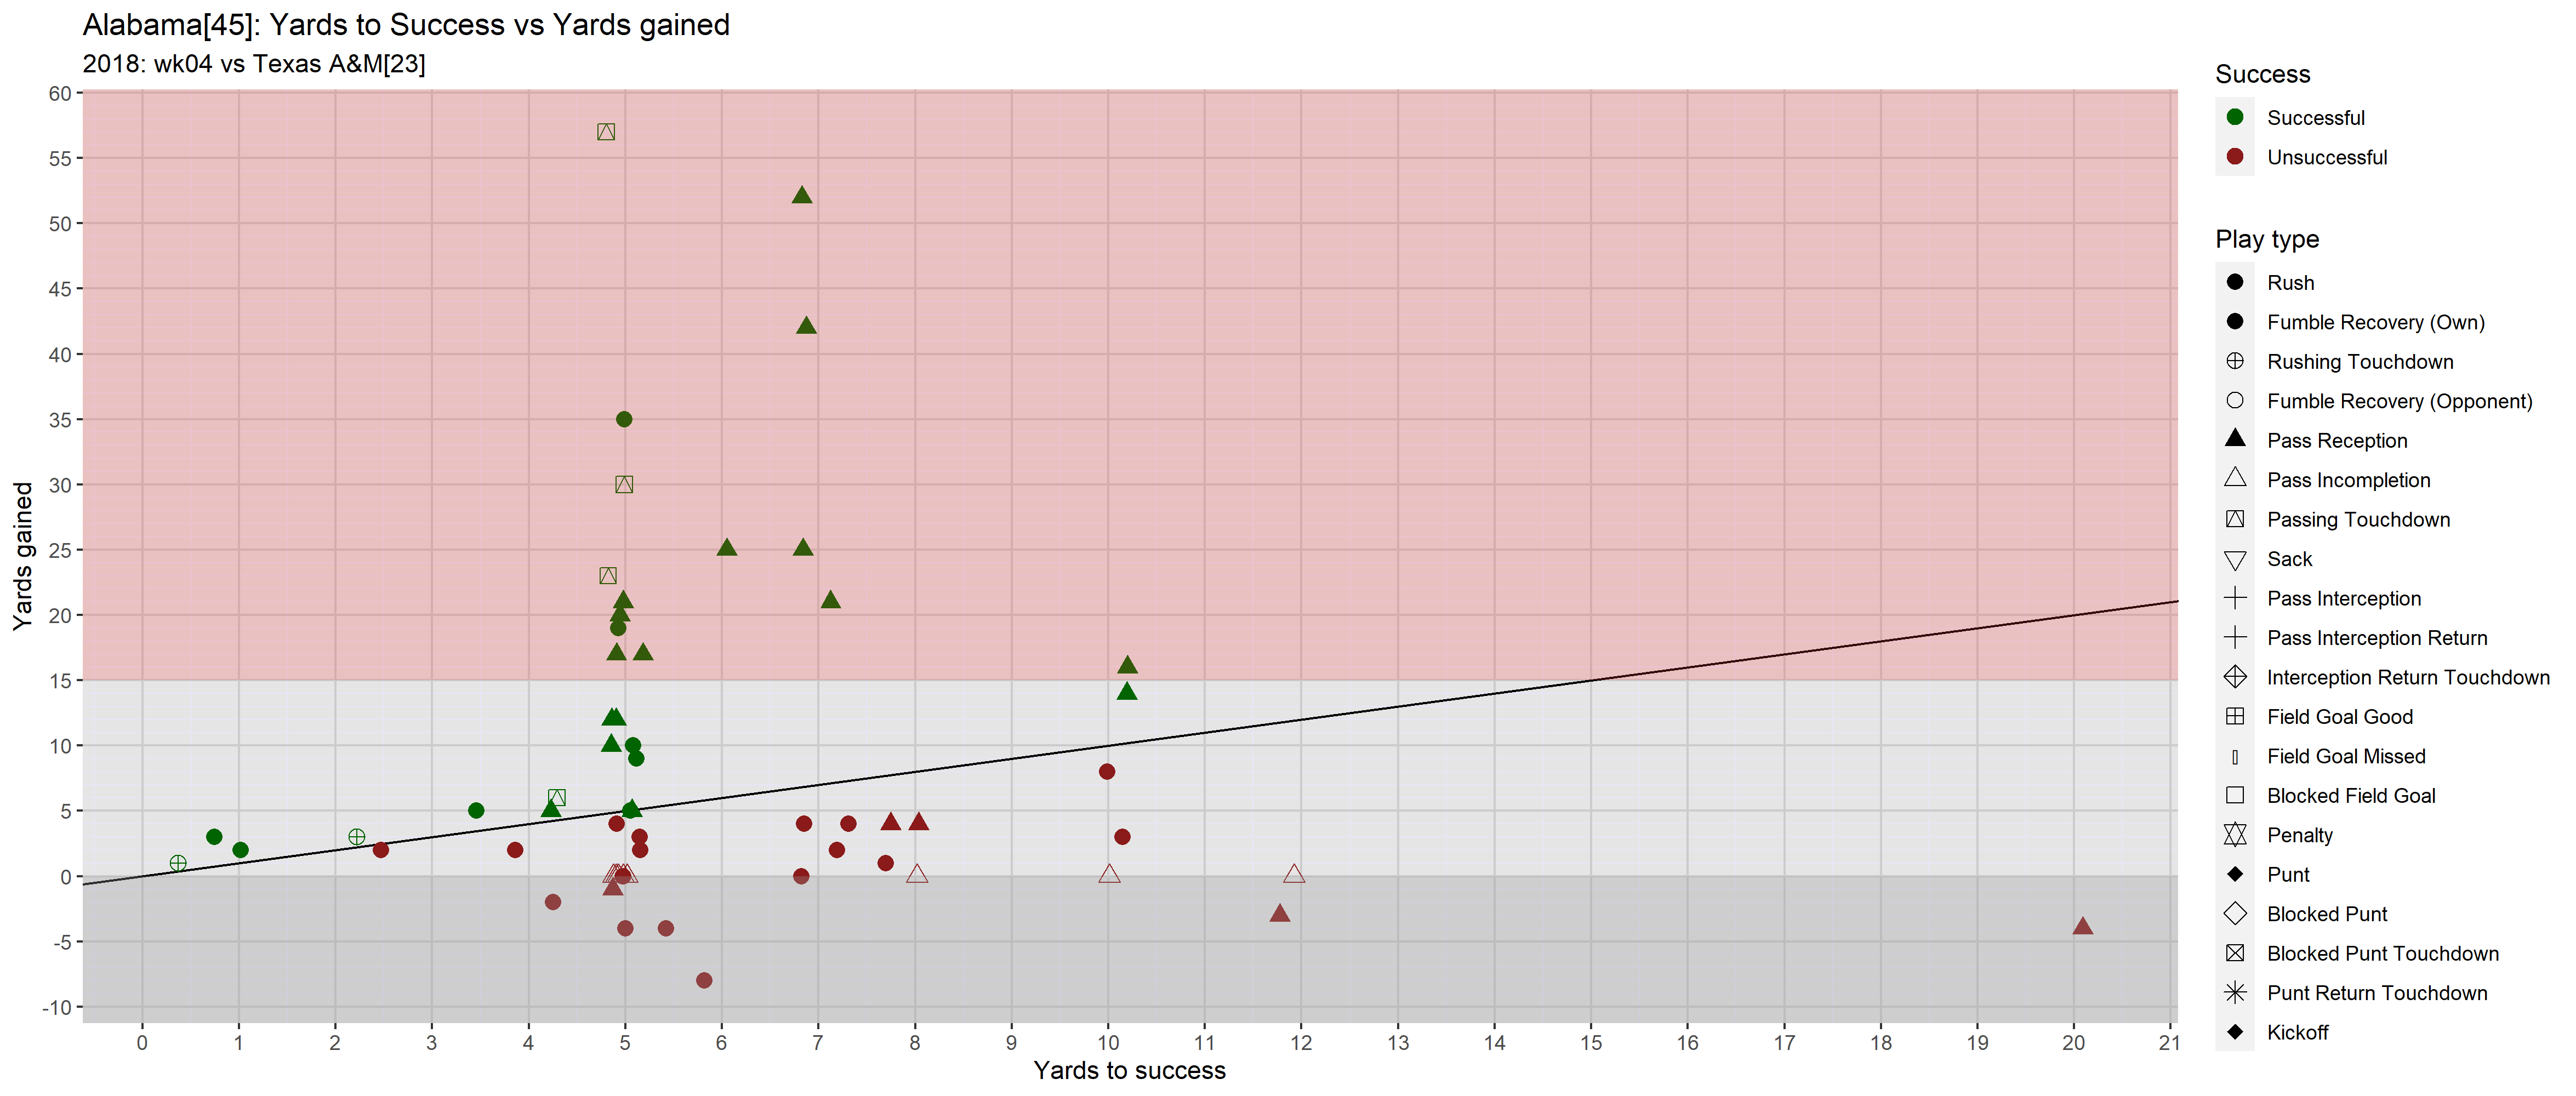 Alabama[45]: Yards to Success vs Yards gained
2018: wk04 vs Texas A&M[23]
60
55
50
45
40
35
30
25
20
15
10
5
0
-5
-10
Yards gained
0 1 2 3 4 5 6 7 8 9 10 11 12 13 14 15 16 17 18 19 20 21
Yards to success
Success
Successful
Unsuccessful
Play type
Rush
Fumble Recovery (Own)
Rushing Touchdown
Fumble Recovery (Opponent)
Pass Reception
Pass Incompletion
Passing Touchdown
Sack
Pass Interception
Pass Interception Return
Interception Return Touchdown
Field Goal Good
Field Goal Missed
Blocked Field Goal
Penalty
Punt
Blocked Punt
Blocked Punt Touchdown
Punt Return Touchdown
Kickoff